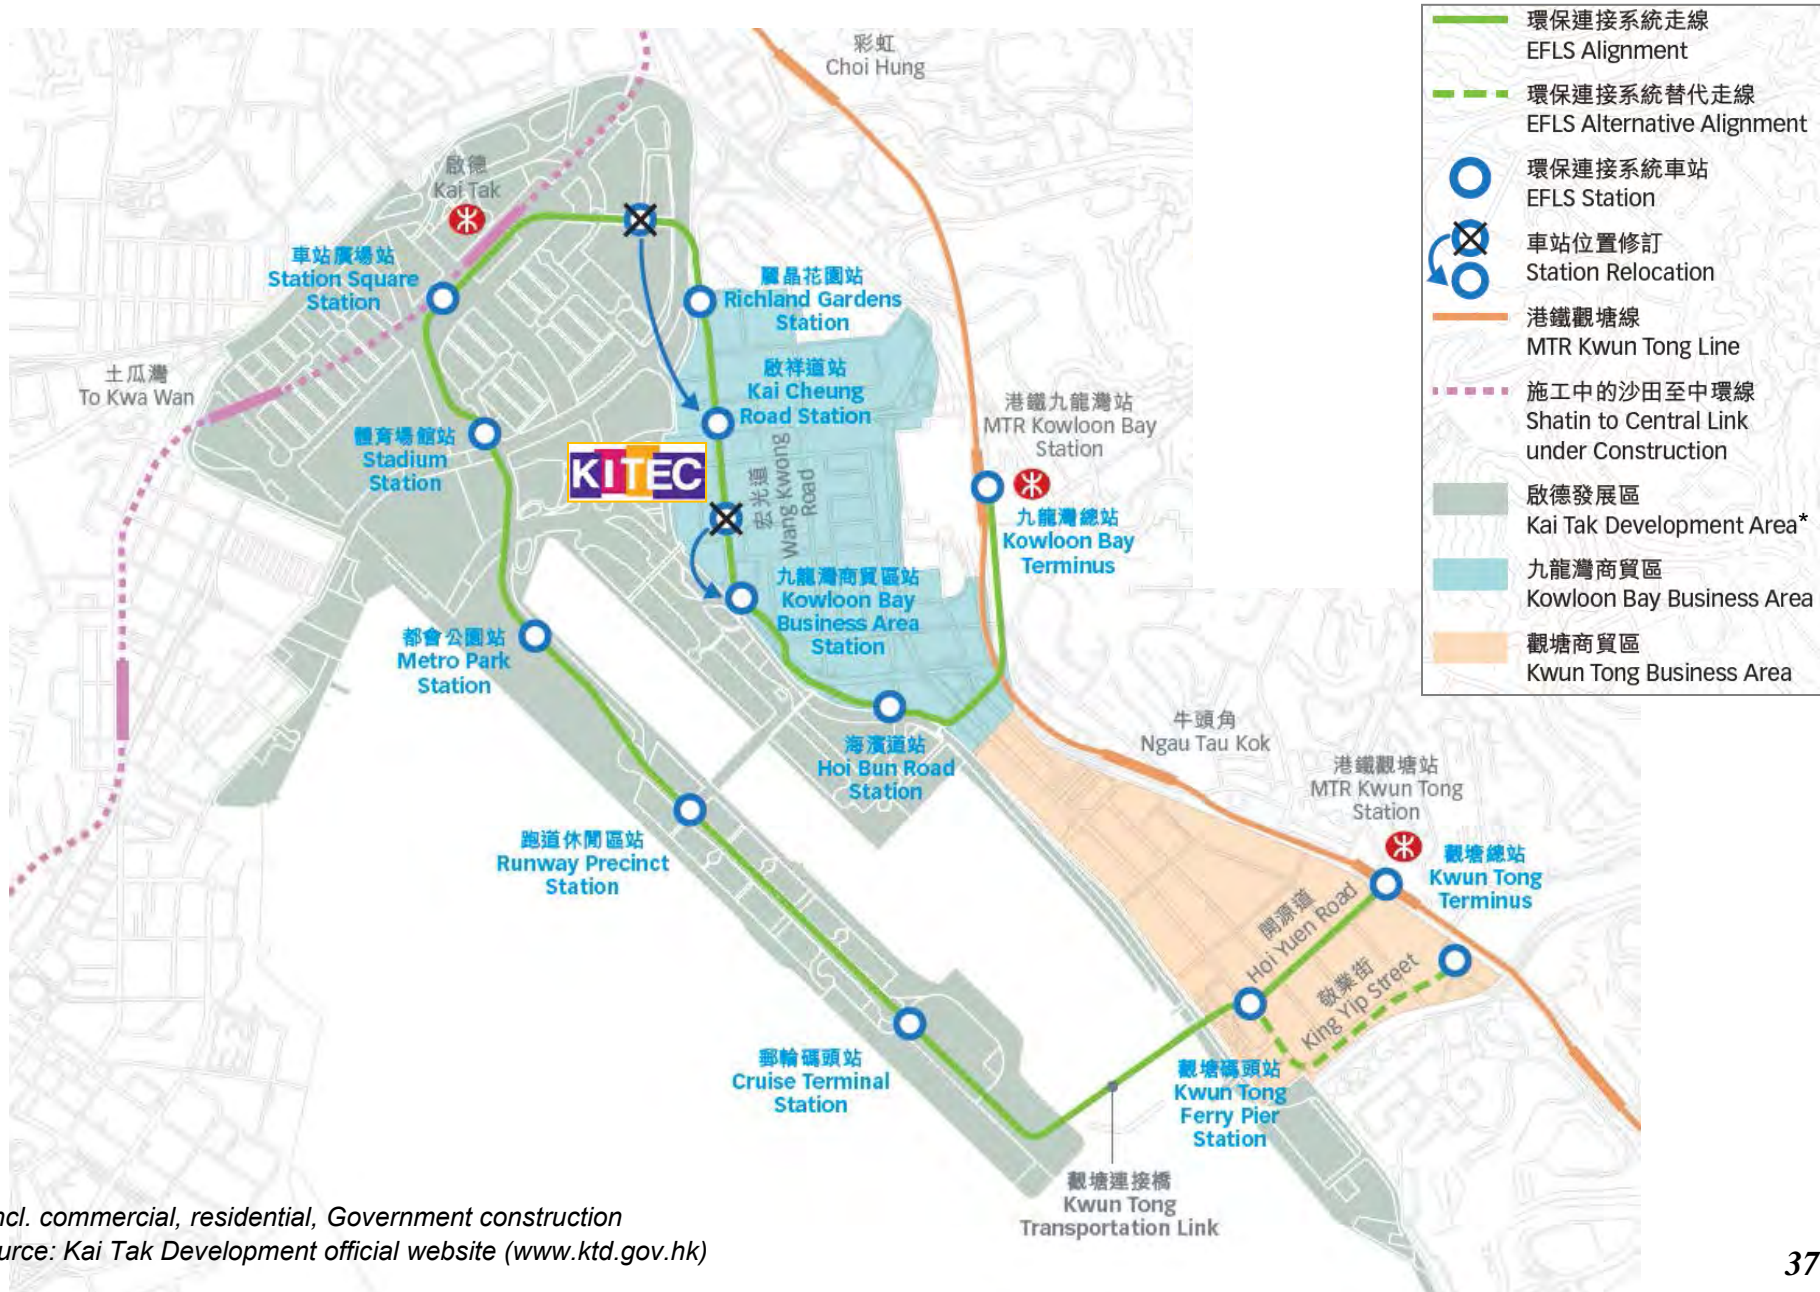 彩虹
Choi Hung
啟德
Kai Tak
車站廣場站
Station Square
Station
麗晶花園站
Richland Gardens
Station
土瓜灣
To Kwa Wan
啟祥道站
Kai Cheung
Road Station
港鐵九龍灣站
MTR Kowloon Bay
Station
體育場館站
Stadium
Station
KITEC
宏光道
Wang Kwong
Road
九龍灣總站
Kowloon Bay
Terminus
九龍灣商貿區站
Kowloon Bay
Business Area
Station
都會公園站
Metro Park
Station
海濱道站
Hoi Bun Road
Station
牛頭角
Ngau Tau Kok
港鐵觀塘站
MTR Kwun Tong
Station
跑道休閒區站
Runway Precinct
Station
觀塘總站
Kwun Tong
Terminus
開源道
Hoi Yuen Road
敬業街
King Yip Street
郵輪碼頭站
Cruise Terminal
Station
觀塘碼頭站
Kwun Tong
Ferry Pier
Station
觀塘連接橋
Kwun Tong
Transportation Link
環保連接系統走線
EFLS Alignment
環保連接系統替代走線
EFLS Alternative Alignment
環保連接系統車站
EFLS Station
車站位置修訂
Station Relocation
港鐵觀塘線
MTR Kwun Tong Line
施工中的沙田至中環線
Shatin to Central Link
under Construction
啟德發展區
Kai Tak Development Area*
九龍灣商貿區
Kowloon Bay Business Area
觀塘商貿區
Kwun Tong Business Area
ncl. commercial, residential, Government construction
urce: Kai Tak Development official website (www.ktd.gov.hk)
37